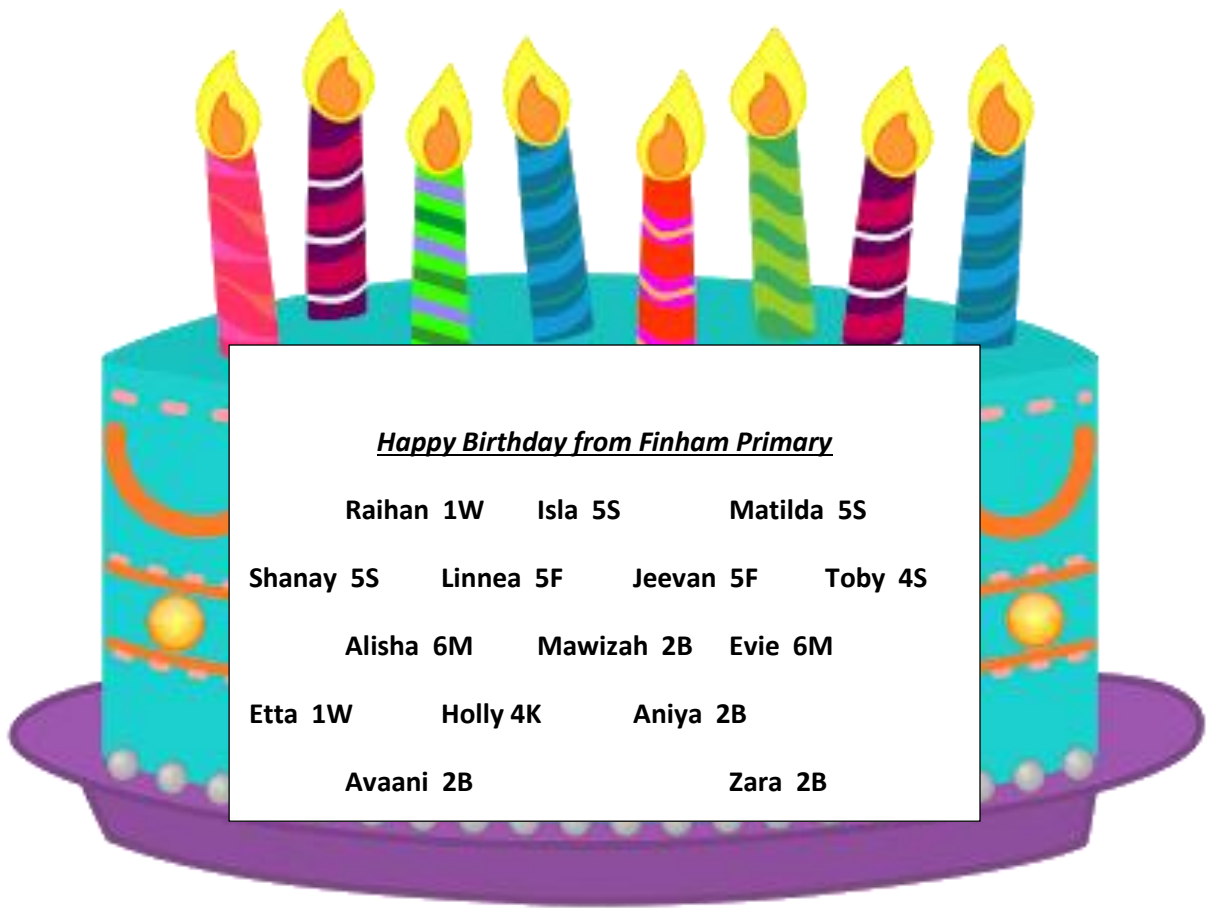 Happy Birthday from Finham Primary
Raihan 1W Isla 5S Matilda 5S
Shanay 5S Linnea 5F Jeevan 5F Toby 4S
Alisha 6M Mawizah 2B Evie 6M
Etta 1W Holly 4K Aniya 2B
Avaani 2B Zara 2B